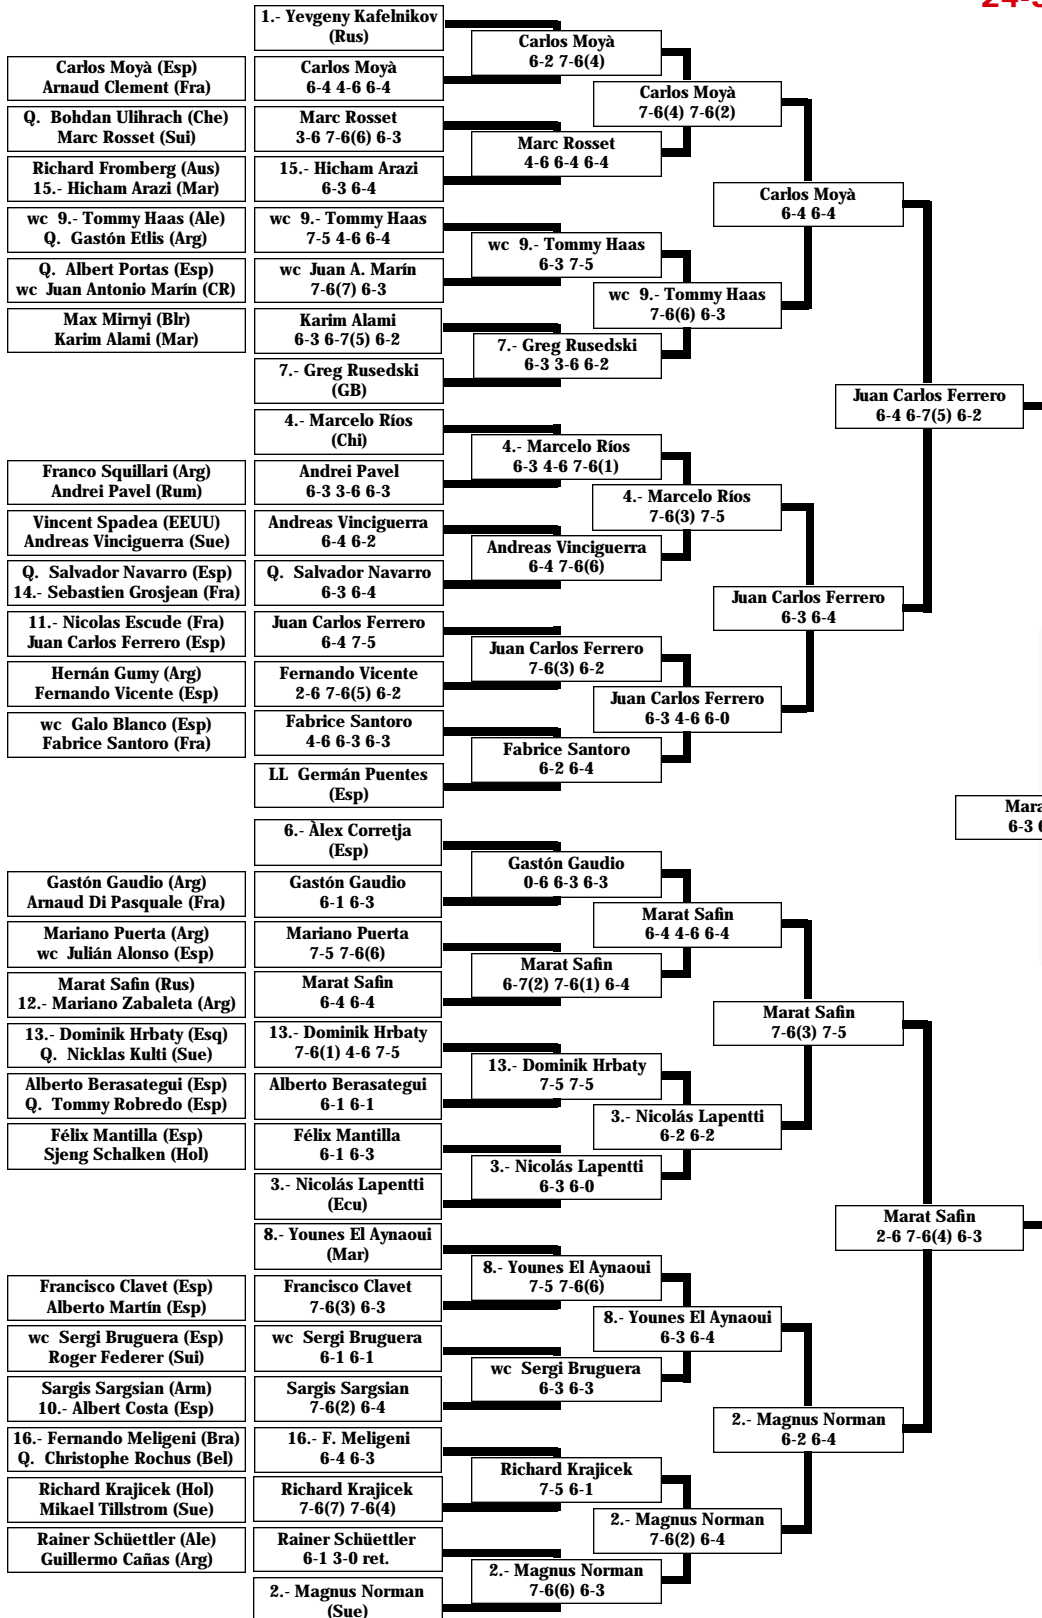 24-3
1.- Yevgeny Kafelnikov
(Rus)
Carlos Moyà (Esp)
Arnaud Clement (Fra)
Q. Bohdan Ulihrach (Che)
Marc Rosset (Sui)
Richard Fromberg (Aus)
15.- Hicham Arazi (Mar)
wc 9.- Tommy Haas (Ale)
Q. Gastón Etlis (Arg)
Q. Albert Portas (Esp)
wc Juan Antonio Marín (CR)
Max Mirnyi (Blr)
Karim Alami (Mar)
Carlos Moyà
6-4 4-6 6-4
Marc Rosset
3-6 7-6(6) 6-3
15.- Hicham Arazi
6-3 6-4
wc 9.- Tommy Haas
7-5 4-6 6-4
wc Juan A. Marín
7-6(7) 6-3
Karim Alami
6-3 6-7(5) 6-2
7.- Greg Rusedski
(GB)
Carlos Moyà
6-2 7-6(4)
Marc Rosset
4-6 6-4 6-4
wc 9.- Tommy Haas
6-3 7-5
7.- Greg Rusedski
6-3 3-6 6-2
Carlos Moyà
7-6(4) 7-6(2)
wc 9.- Tommy Haas
7-6(6) 6-3
Carlos Moyà
6-4 6-4
4.- Marcelo Ríos
(Chi)
Franco Squillari (Arg)
Andrei Pavel (Rum)
Vincent Spadea (EEUU)
Andreas Vinciguerra (Sue)
Q. Salvador Navarro (Esp)
14.- Sebastien Grosjean (Fra)
11.- Nicolas Escude (Fra)
Juan Carlos Ferrero (Esp)
Hernán Gumy (Arg)
Fernando Vicente (Esp)
wc Galo Blanco (Esp)
Fabrice Santoro (Fra)
Andrei Pavel
6-3 3-6 6-3
Andreas Vinciguerra
6-4 6-2
Q. Salvador Navarro
6-3 6-4
Juan Carlos Ferrero
6-4 7-5
Fernando Vicente
2-6 7-6(5) 6-2
Fabrice Santoro
4-6 6-3 6-3
LL Germán Puentes
(Esp)
4.- Marcelo Ríos
6-3 4-6 7-6(1)
Andreas Vinciguerra
6-4 7-6(6)
Juan Carlos Ferrero
7-6(3) 6-2
Fabrice Santoro
6-2 6-4
4.- Marcelo Ríos
7-6(3) 7-5
Juan Carlos Ferrero
6-3 4-6 6-0
Juan Carlos Ferrero
6-3 6-4
Juan Carlos Ferrero
6-4 6-7(5) 6-2
Mara
6-3 6
6.- Àlex Corretja
(Esp)
Gastón Gaudio (Arg)
Arnaud Di Pasquale (Fra)
Mariano Puerta (Arg)
wc Julián Alonso (Esp)
Marat Safin (Rus)
12.- Mariano Zabaleta (Arg)
13.- Dominik Hrbaty (Esq)
Q. Nicklas Kulti (Sue)
Alberto Berasategui (Esp)
Q. Tommy Robredo (Esp)
Félix Mantilla (Esp)
Sjeng Schalken (Hol)
Gastón Gaudio
6-1 6-3
Mariano Puerta
7-5 7-6(6)
Marat Safin
6-4 6-4
13.- Dominik Hrbaty
7-6(1) 4-6 7-5
Alberto Berasategui
6-1 6-1
Félix Mantilla
6-1 6-3
3.- Nicolás Lapentti
(Ecu)
Gastón Gaudio
0-6 6-3 6-3
Marat Safin
6-7(2) 7-6(1) 6-4
13.- Dominik Hrbaty
7-5 7-5
3.- Nicolás Lapentti
6-3 6-0
Marat Safin
6-4 4-6 6-4
3.- Nicolás Lapentti
6-2 6-2
Marat Safin
7-6(3) 7-5
8.- Younes El Aynaoui
(Mar)
Francisco Clavet (Esp)
Alberto Martín (Esp)
wc Sergi Bruguera (Esp)
Roger Federer (Sui)
Sargis Sargsian (Arm)
10.- Albert Costa (Esp)
16.- Fernando Meligeni (Bra)
Q. Christophe Rochus (Bel)
Richard Krajicek (Hol)
Mikael Tillstrom (Sue)
Rainer Schüettler (Ale)
Guillermo Cañas (Arg)
Francisco Clavet
7-6(3) 6-3
wc Sergi Bruguera
6-1 6-1
Sargis Sargsian
7-6(2) 6-4
16.- F. Meligeni
6-4 6-3
Richard Krajicek
7-6(7) 7-6(4)
Rainer Schüettler
6-1 3-0 ret.
2.- Magnus Norman
(Sue)
8.- Younes El Aynaoui
7-5 7-6(6)
wc Sergi Bruguera
6-3 6-3
Richard Krajicek
7-5 6-1
2.- Magnus Norman
7-6(6) 6-3
8.- Younes El Aynaoui
6-3 6-4
2.- Magnus Norman
7-6(2) 6-4
2.- Magnus Norman
6-2 6-4
Marat Safin
2-6 7-6(4) 6-3